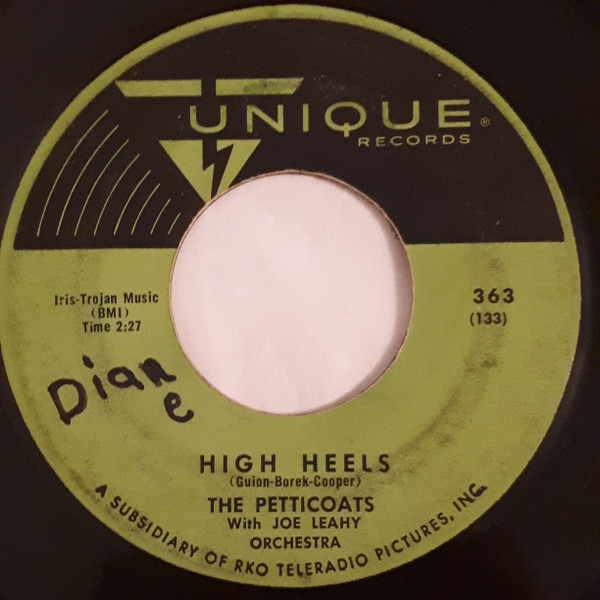 UNIQUE®
RECORDS
Iris-Trojan Music
(BMI)
Time 2:27
363
(133)
Diane
HIGH HEELS
(Guion-Borek-Cooper)
THE PETTICOATS
With JOE LEAHY
ORCHESTRA
A SUBSIDIARY OF RKO TELERADIO PICTURES, INC.